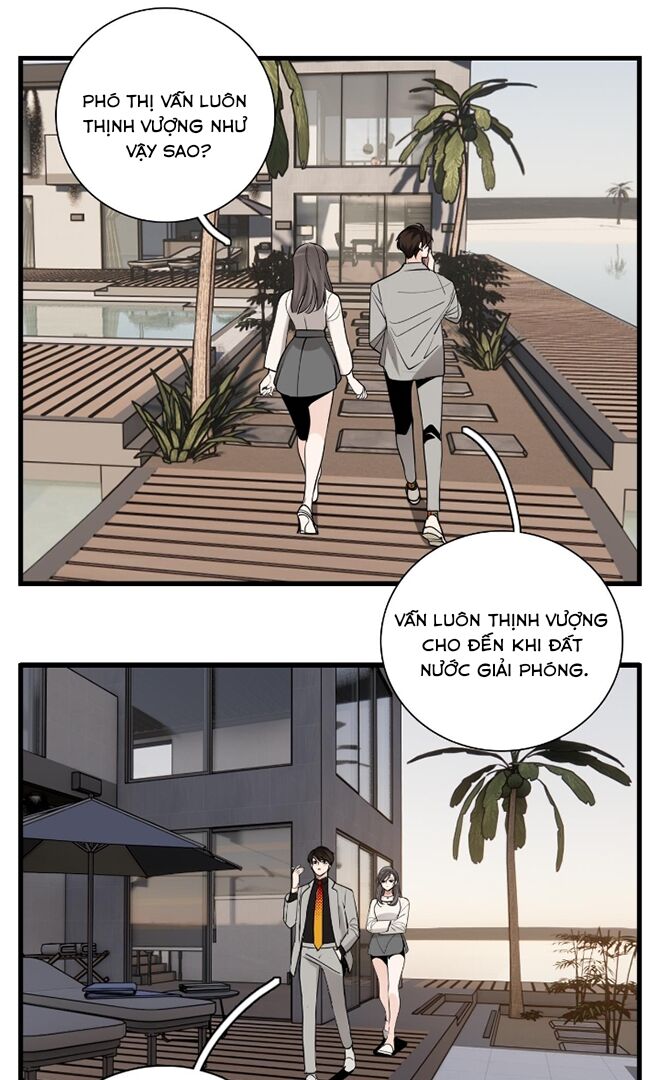 PHÓ THỊ VẪN LUÔN
THỊNH VƯỢNG NHƯ
VẬY SAO?
VẪN LUÔN THỊNH VƯỢNG
CHO ĐẾN KHI ĐẤT
NƯỚC GIẢI PHÓNG.